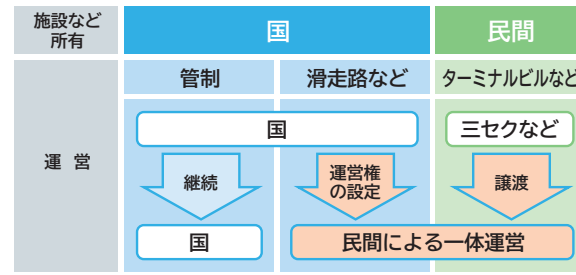 施設など
所有
国
民間
管制
滑走路など
ターミナルビルなど
運 営
国
三セクなど
継続
運営権
の設定
譲渡
国
民間による一体運営